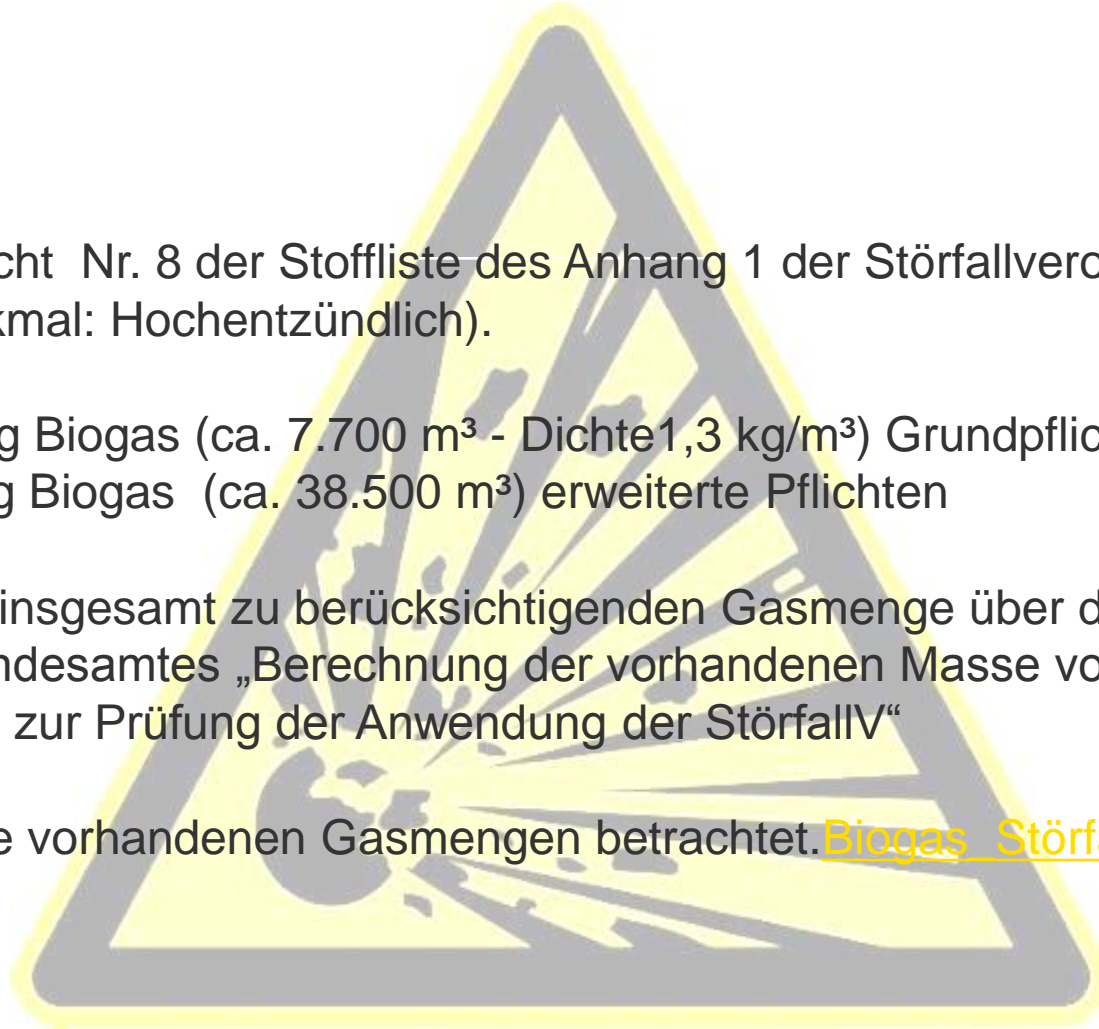 cht Nr. 8 der Stoffliste des Anhang 1 der Störfallvero
kmal: Hochentzündlich).
g Biogas (ca. 7.700 m³ - Dichte1,3 kg/m³) Grundpflic
g Biogas (ca. 38.500 m³) erweiterte Pflichten
insgesamt zu berücksichtigenden Gasmenge über d
ndesamtes „Berechnung der vorhandenen Masse vo
zur Prüfung der Anwendung der StörfallV“
e vorhandenen Gasmengen betrachtet.Biogas_Störfa